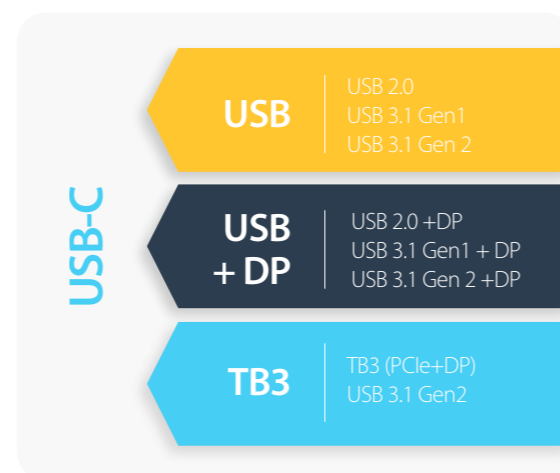 USB-C
USB
USB 2.0
USB 3.1 Gen1
USB 3.1 Gen 2
USB
+ DP
USB 2.0 +DP
USB 3.1 Gen1 + DP
USB 3.1 Gen 2 +DP
TB3
TB3 (PCIe+DP)
USB 3.1 Gen2